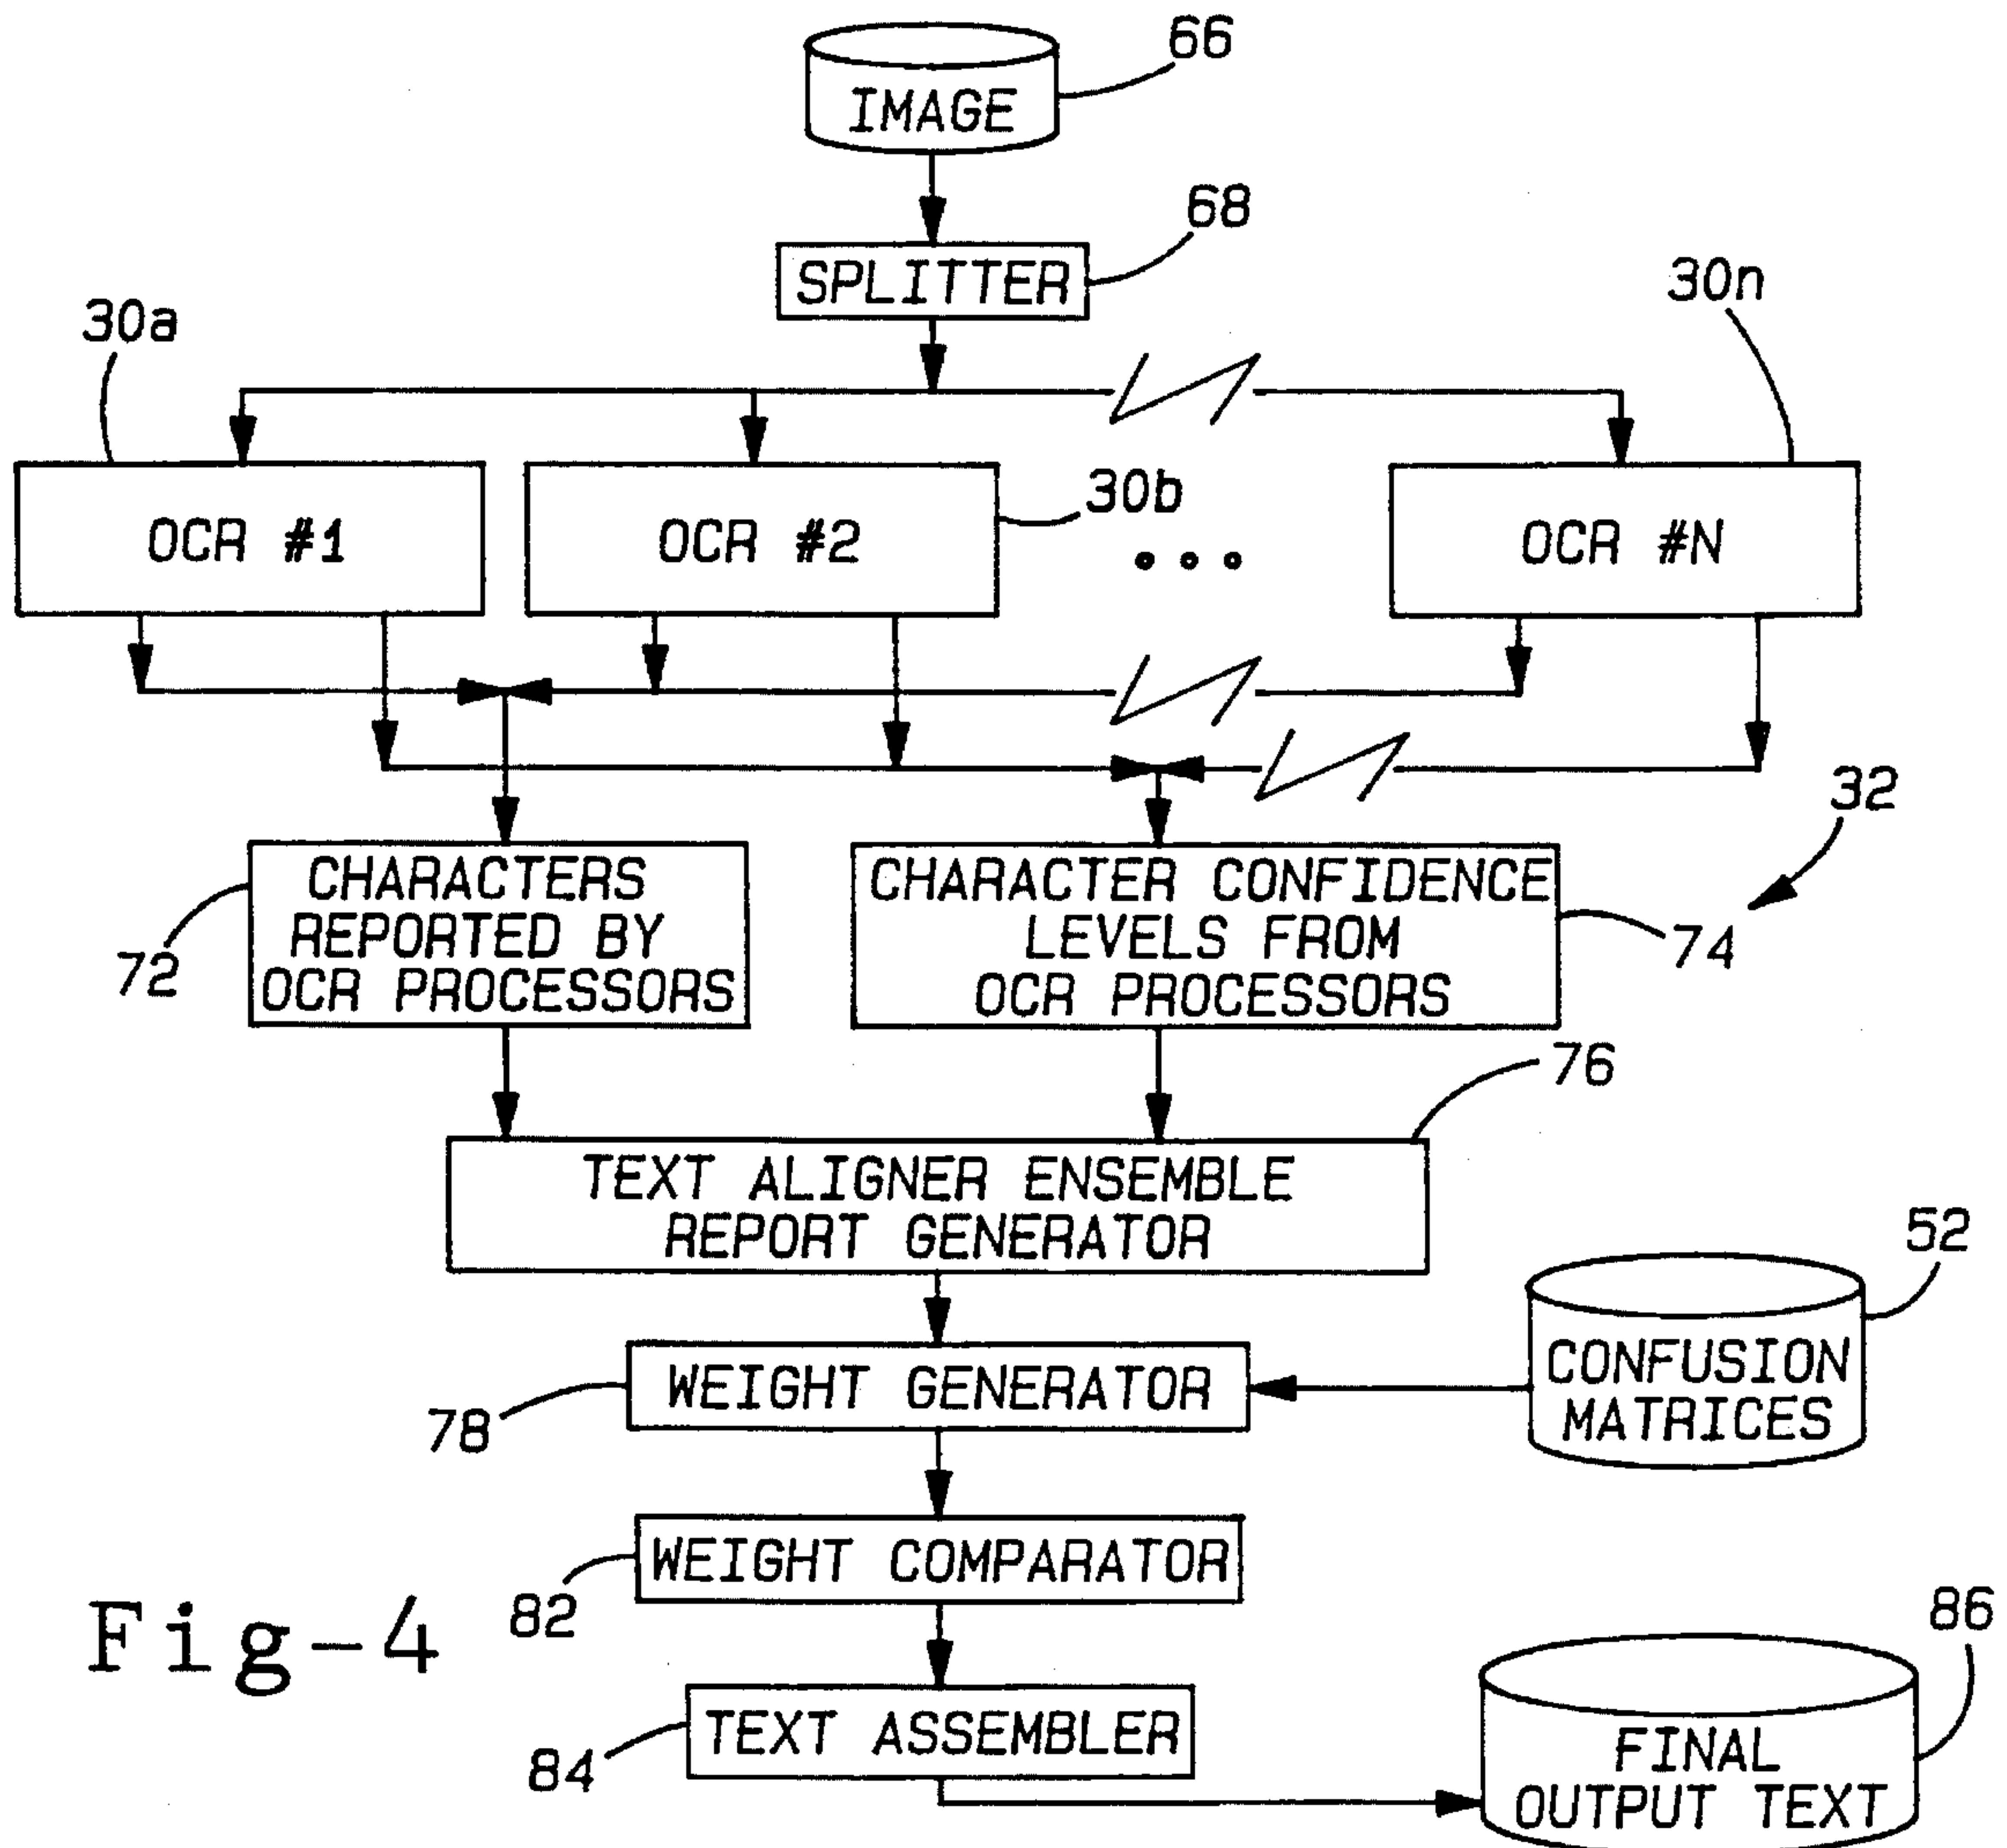 66
IMAGE
68
SPLITTER
30a
30n
OCR #1
OCR #2
30b
• • •
OCR #N
32
CHARACTERS
REPORTED BY
OCR PROCESSORS
72
CHARACTER CONFIDENCE
LEVELS FROM
OCR PROCESSORS
74
76
TEXT ALIGNER ENSEMBLE
REPORT GENERATOR
52
CONFUSION
MATRICES
WEIGHT GENERATOR
78
WEIGHT COMPARATOR
82
Fig-4
86
TEXT ASSEMBLER
84
FINAL
OUTPUT TEXT